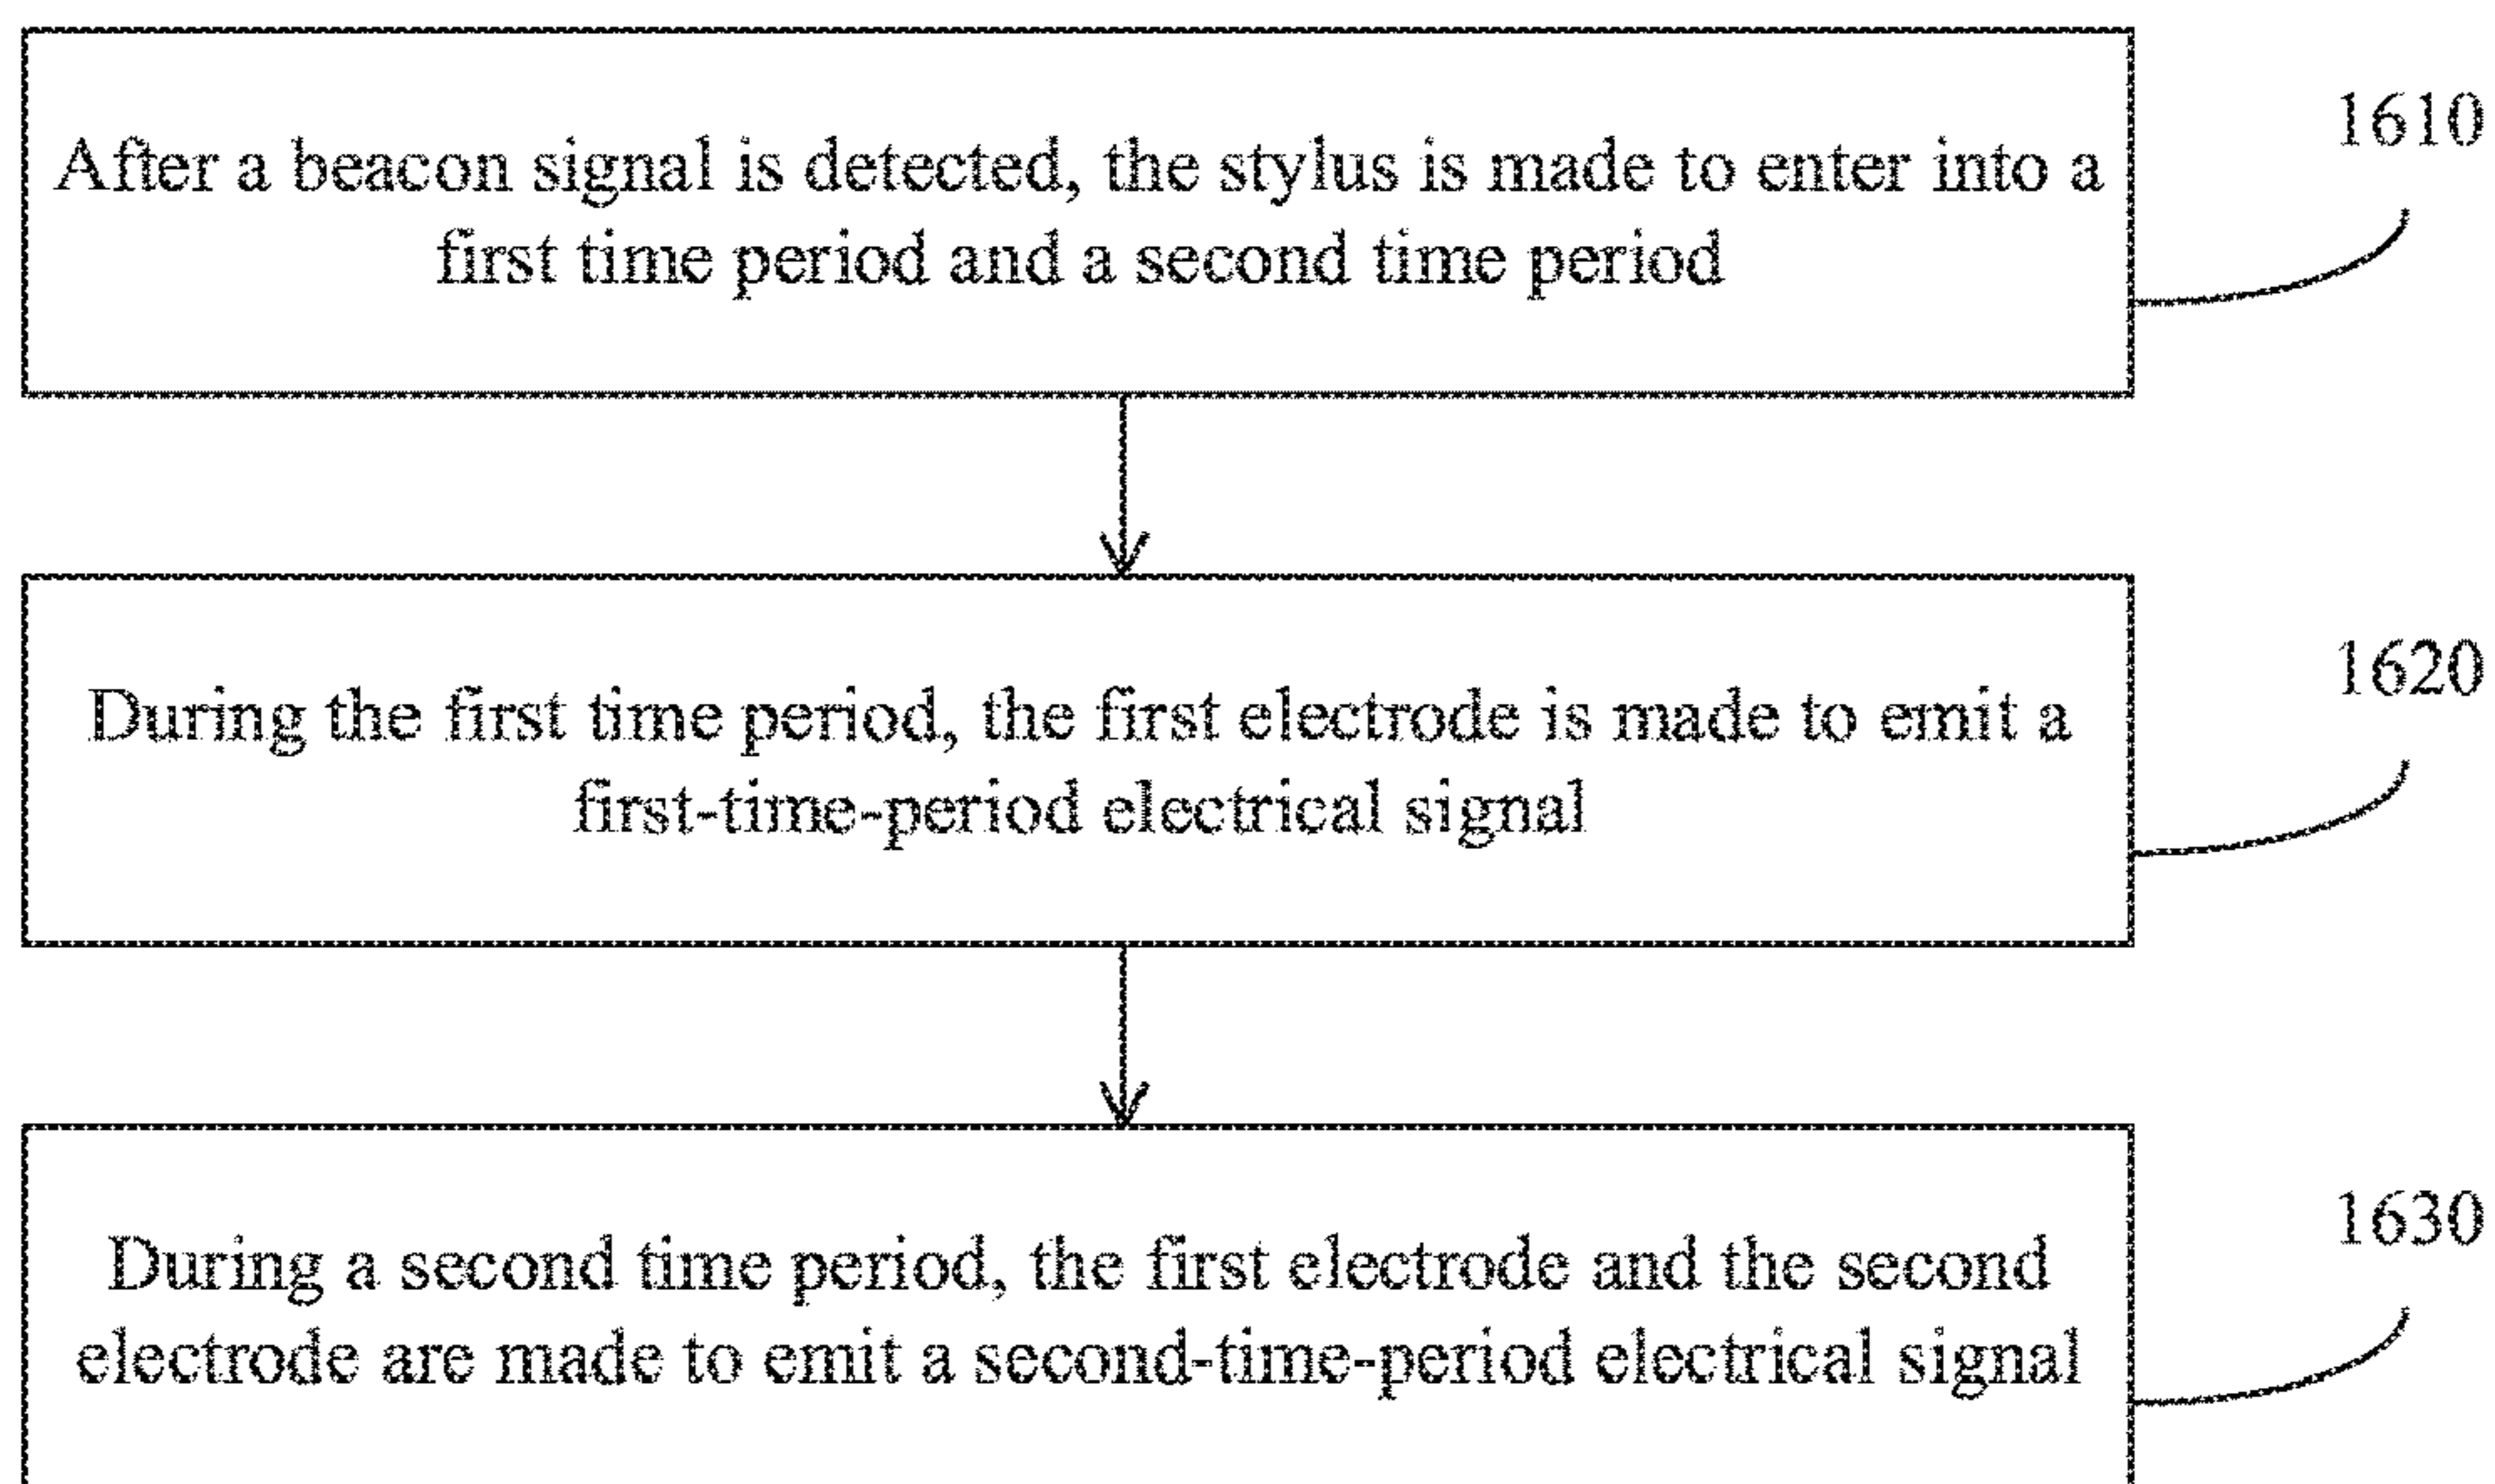 After a beacon signal is detected, the stylus is made to enter into a
first time period and a second time period
1610
During the first time period, the first electrode is made to emit a
first-time-period electrical signal
1620
During a second time period, the first electrode and the second
electrode are made to emit a second-time-period electrical signal
1630